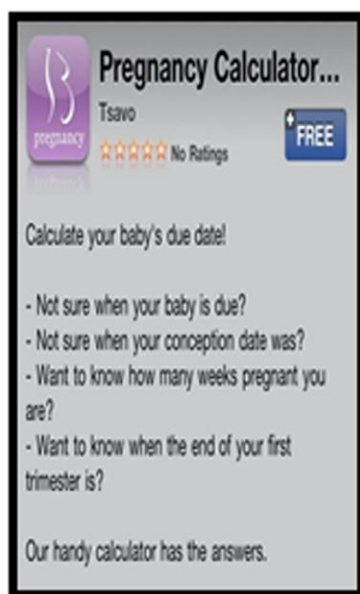 Pregnancy Calculator...
Tsavo
No Ratings
FREE
pregnancy
Calculate your baby's due date!
- Not sure when your baby is due?
- Not sure when your conception date was?
- Want to know how many weeks pregnant you
are?
- Want to know when the end of your first
trimester is?
Our handy calculator has the answers.